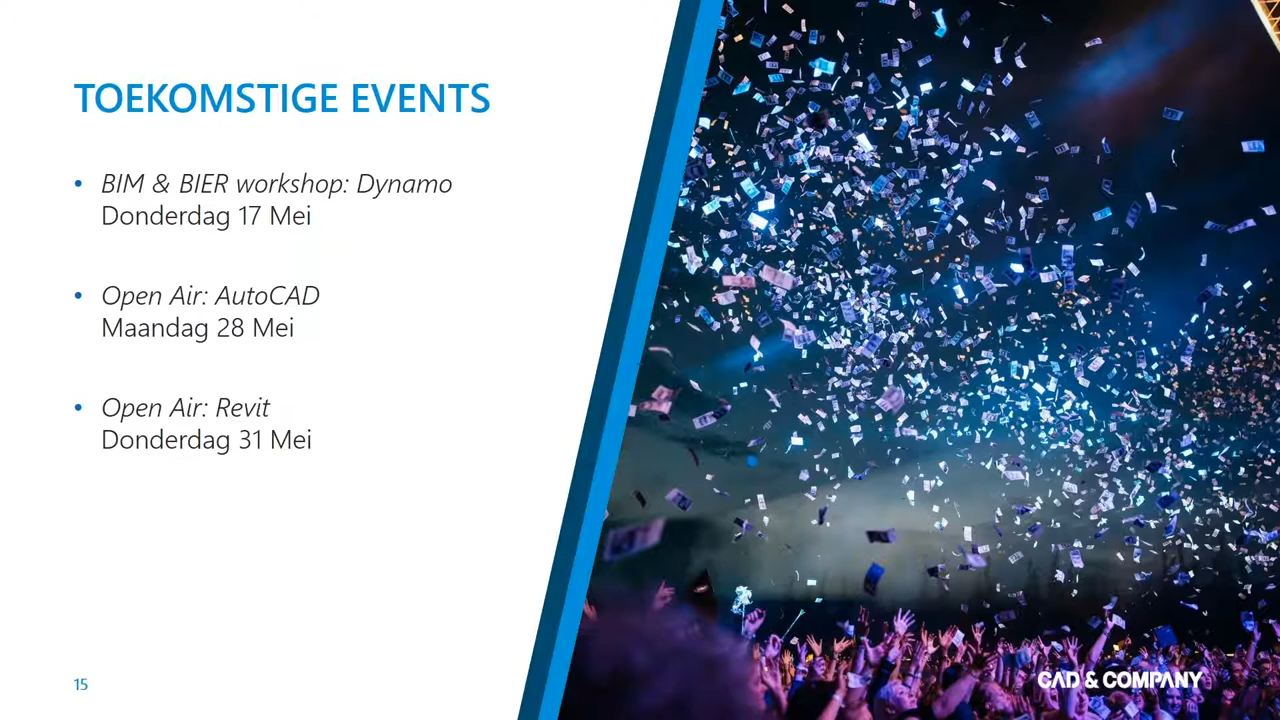 TOEKOMSTIGE EVENTS
• BIM & BIER workshop: Dynamo
Donderdag 17 Mei
• Open Air: AutoCAD
Maandag 28 Mei
• Open Air: Revit
Donderdag 31 Mei
15
CAD & COMPANY